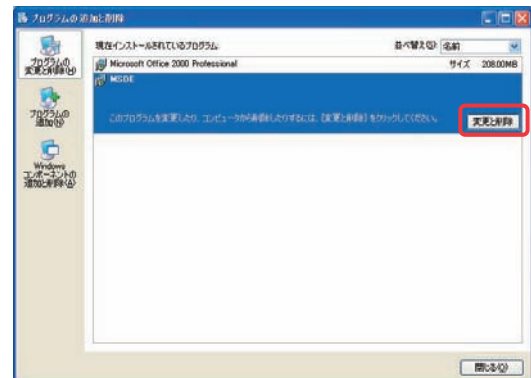 プログラムの追加と削除
プログラムの
変更と削除(H)
プログラムの
追加(N)
Windows
コンポーネントの
追加と削除(A)
現在インストールされているプログラム:
並べ替え(S): 名前
Microsoft Office 2000 Professional
サイズ 208.00MB
MSDE
このプログラムを変更したり、コンピュータから削除したりするには、[変更と削除] をクリックしてください。
変更と削除
閉じる(O)